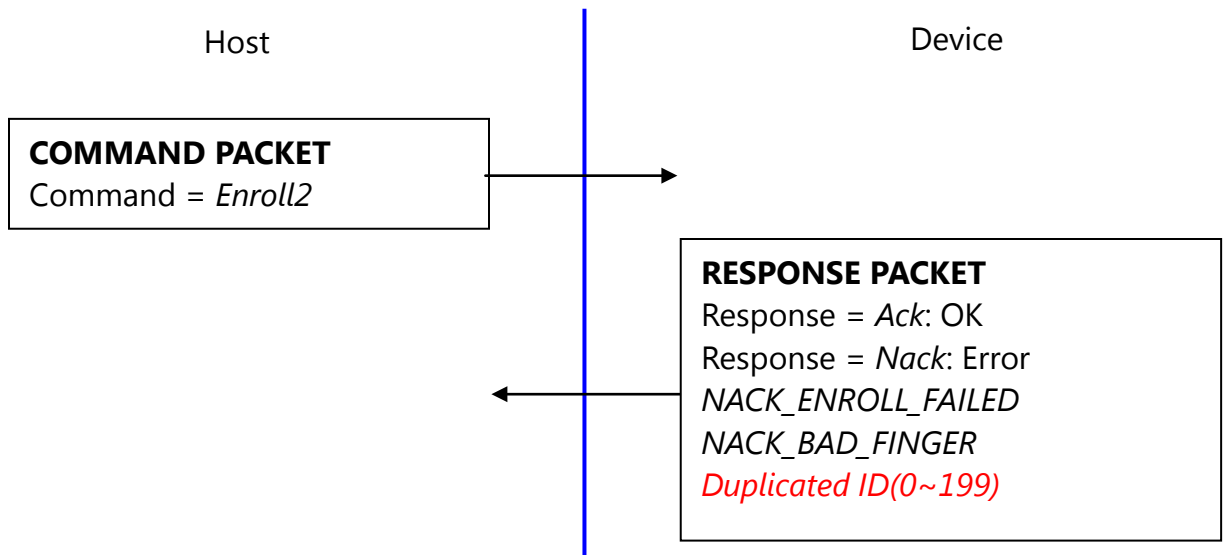 Host
Device
COMMAND PACKET
Command = Enroll2
RESPONSE PACKET
Response = Ack: OK
Response = Nack: Error
NACK_ENROLL_FAILED
NACK_BAD_FINGER
Duplicated ID(0~199)